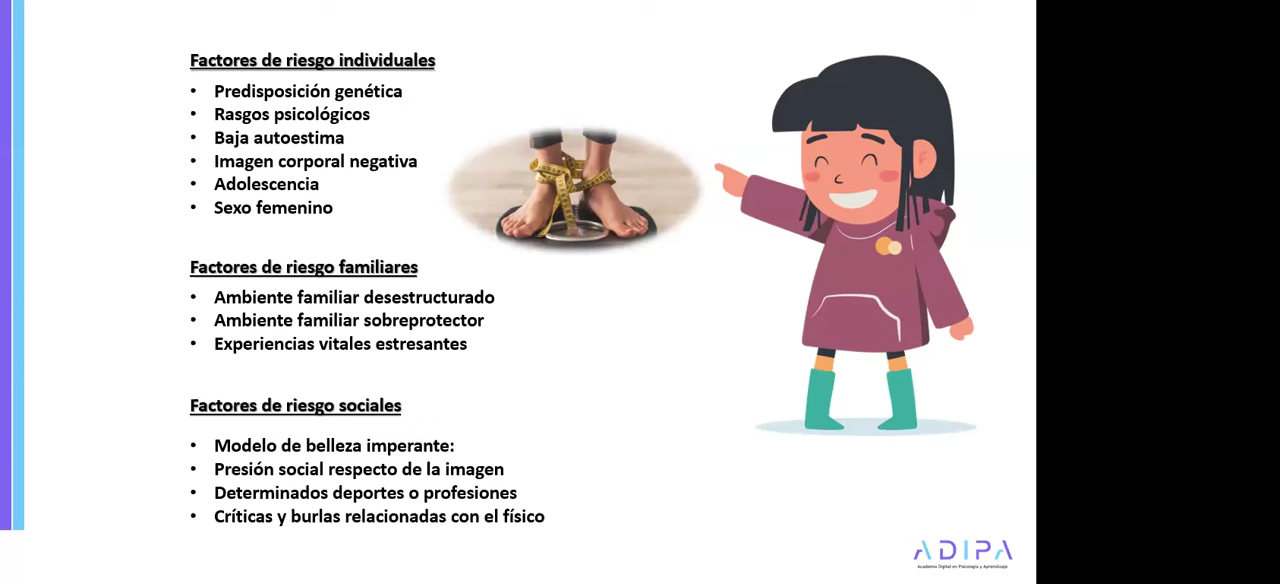 Factores de riesgo individuales
• Predisposición genética
• Rasgos psicológicos
• Baja autoestima
• Imagen corporal negativa
• Adolescencia
• Sexo femenino
Factores de riesgo familiares
• Ambiente familiar desestructurado
• Ambiente familiar sobreprotector
• Experiencias vitales estresantes
Factores de riesgo sociales
• Modelo de belleza imperante:
• Presión social respecto de la imagen
• Determinados deportes o profesiones
• Críticas y burlas relacionadas con el físico
ADIPA
Academia Digital en Psicología y Aprendizaje